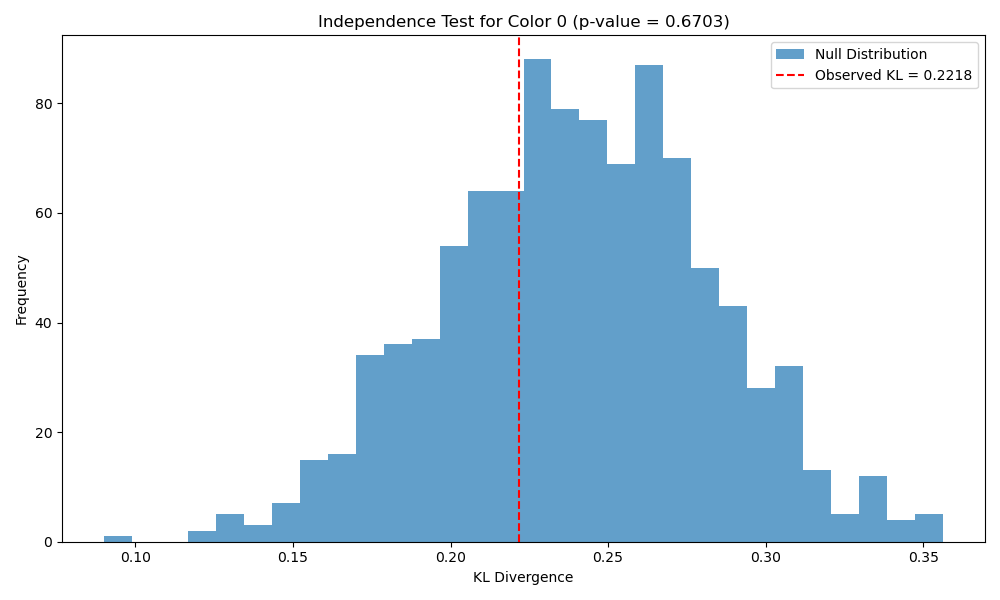 Independence Test for Color 0 (p-value = 0.6703)
Null Distribution
Observed KL = 0.2218
Frequency
80
60
40
20
0
0.10 0.15 0.20 0.25 0.30 0.35
KL Divergence